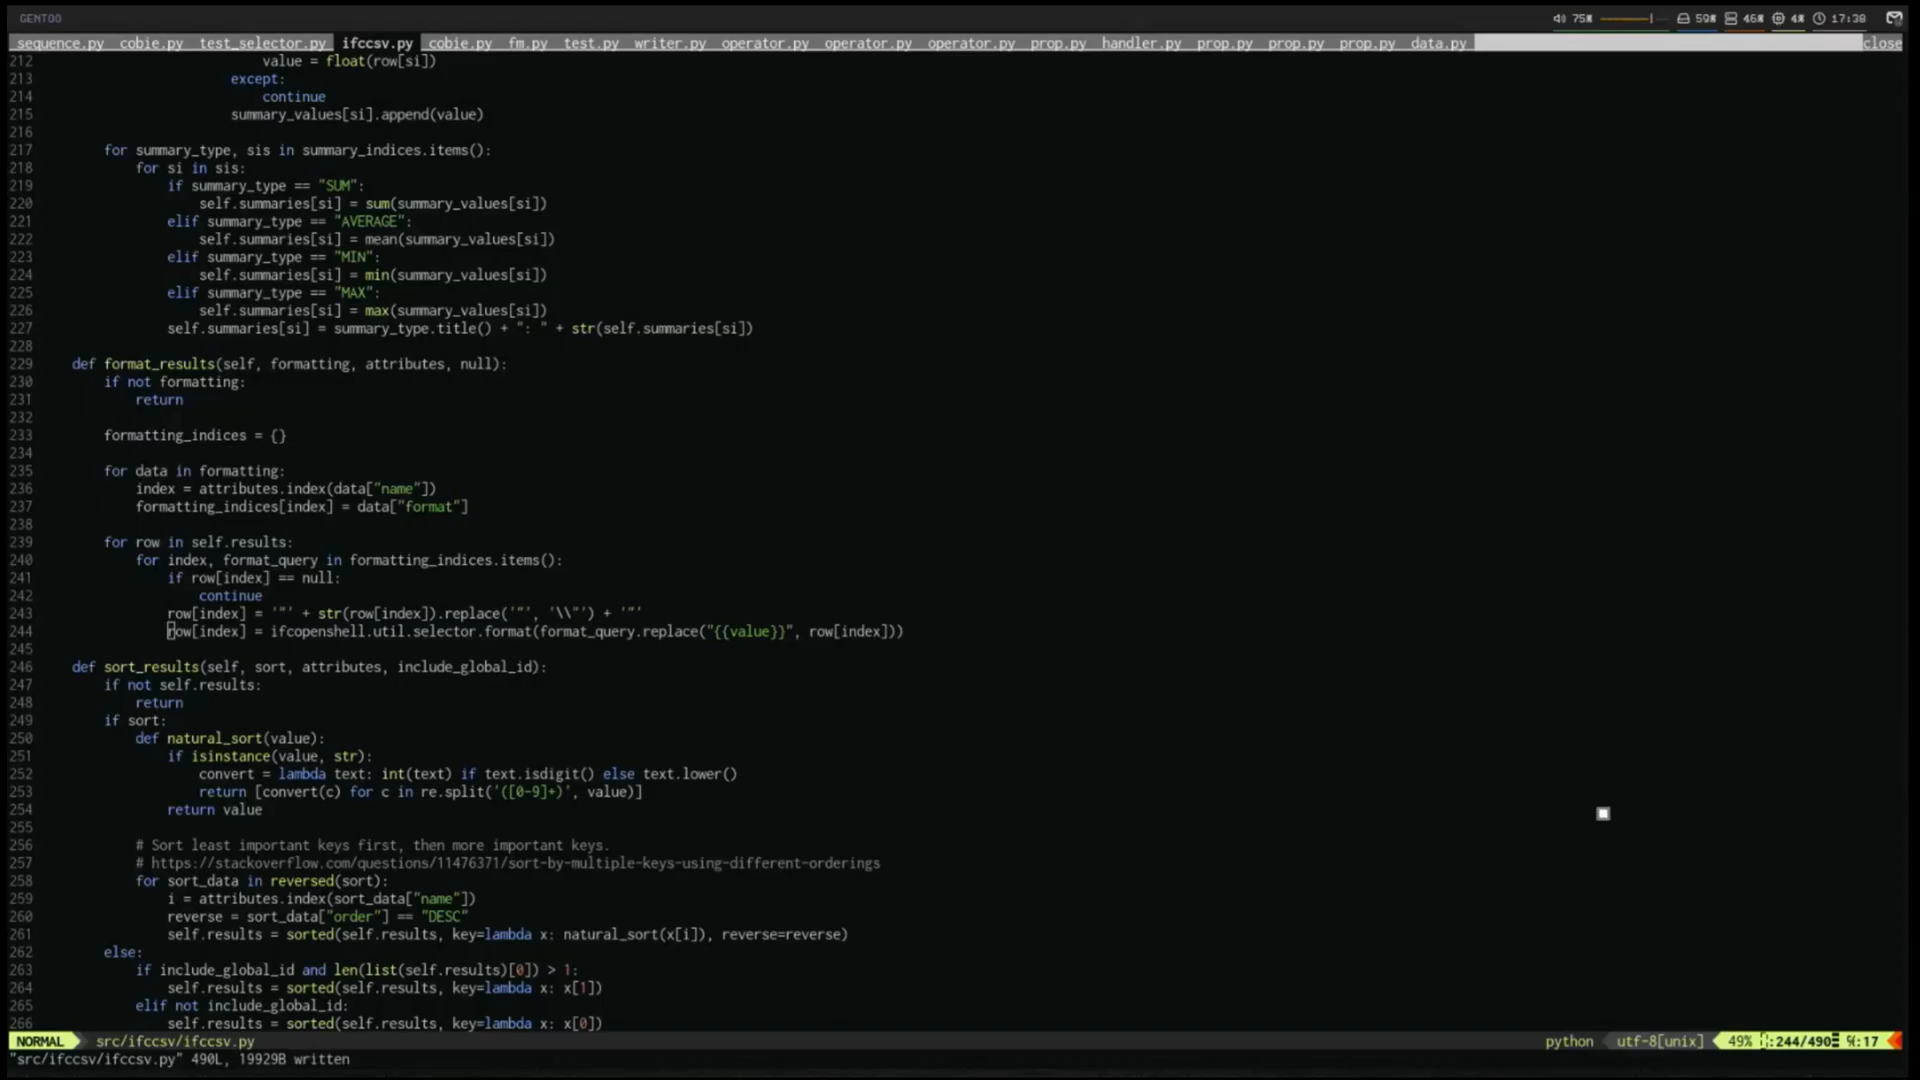 GENTOO
75% 59% 46% 4% 17:38
sequence.py cobie.py test_selector.py ifccsv.py cobie.py fm.py test.py writer.py operator.py operator.py operator.py prop.py handler.py prop.py prop.py prop.py data.py close
212 value = float(row[si])
213 except:
214 continue
215 summary_values[si].append(value)
216
217 for summary_type, sis in summary_indices.items():
218 for si in sis:
219 if summary_type == "SUM":
220 self.summaries[si] = sum(summary_values[si])
221 elif summary_type == "AVERAGE":
222 self.summaries[si] = mean(summary_values[si])
223 elif summary_type == "MIN":
224 self.summaries[si] = min(summary_values[si])
225 elif summary_type == "MAX":
226 self.summaries[si] = max(summary_values[si])
227 self.summaries[si] = summary_type.title() + ": " + str(self.summaries[si])
228
229 def format_results(self, formatting, attributes, null):
230 if not formatting:
231 return
232
233 formatting_indices = {}
234
235 for data in formatting:
236 index = attributes.index(data["name"])
237 formatting_indices[index] = data["format"]
238
239 for row in self.results:
240 for index, format_query in formatting_indices.items():
241 if row[index] == null:
242 continue
243 row[index] = '"' + str(row[index]).replace('"', '\\"') + '"'
244 row[index] = ifcopenshell.util.selector.format(format_query.replace("{{value}}", row[index]))
245
246 def sort_results(self, sort, attributes, include_global_id):
247 if not self.results:
248 return
249 if sort:
250 def natural_sort(value):
251 if isinstance(value, str):
252 convert = lambda text: int(text) if text.isdigit() else text.lower()
253 return [convert(c) for c in re.split('([0-9]+)', value)]
254 return value
255
256 # Sort least important keys first, then more important keys.
257 # https://stackoverflow.com/questions/11476371/sort-by-multiple-keys-using-different-orderings
258 for sort_data in reversed(sort):
259 i = attributes.index(sort_data["name"])
260 reverse = sort_data["order"] == "DESC"
261 self.results = sorted(self.results, key=lambda x: natural_sort(x[i]), reverse=reverse)
262 else:
263 if include_global_id and len(list(self.results)[0]) > 1:
264 self.results = sorted(self.results, key=lambda x: x[1])
265 elif not include_global_id:
266 self.results = sorted(self.results, key=lambda x: x[0])
NORMAL src/ifccsv/ifccsv.py python utf-8[unix] 49% :244/490 :17
"src/ifccsv/ifccsv.py" 490L, 19929B written